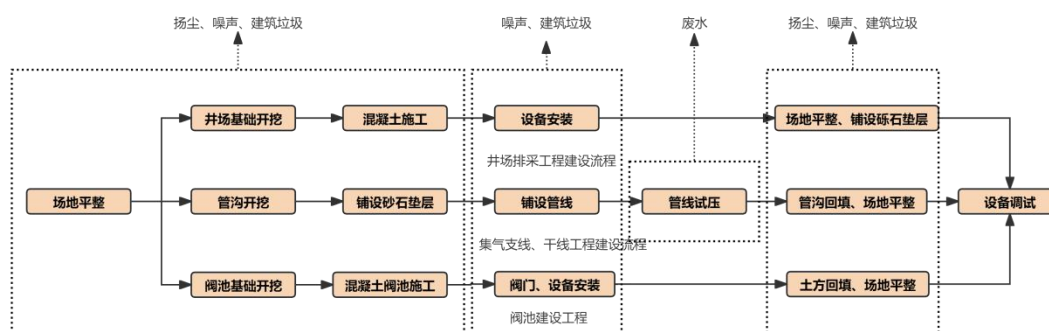 扬尘、噪声、建筑垃圾
噪声、建筑垃圾
废水
扬尘、噪声、建筑垃圾
井场基础开挖
混凝土施工
设备安装
场地平整、铺设砾石垫层
井场排采工程建设流程
场地平整
管沟开挖
铺设砂石垫层
铺设管线
管线试压
管沟回填、场地平整
设备调试
集气支线、干线工程建设流程
阀池基础开挖
混凝土阀池施工
阀门、设备安装
土方回填、场地平整
阀池建设工程